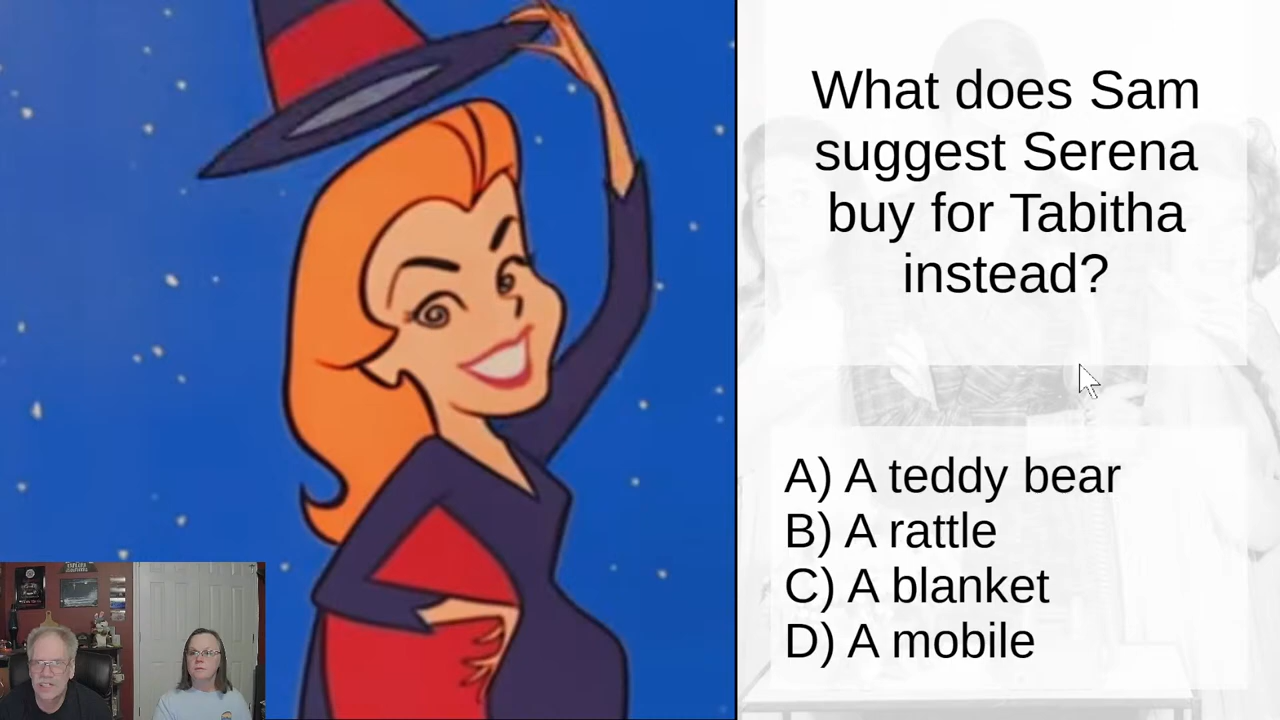 What does Sam
suggest Serena
buy for Tabitha
instead?
A) A teddy bear
B) A rattle
C) A blanket
D) A mobile